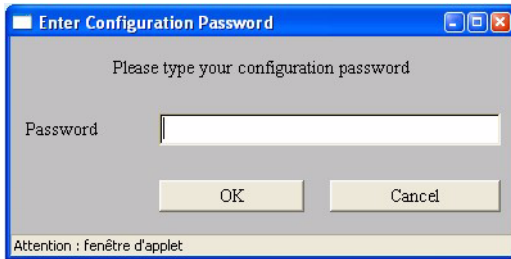 Enter Configuration Password
Please type your configuration password
Password
OK Cancel
Attention : fenêtre d'applet